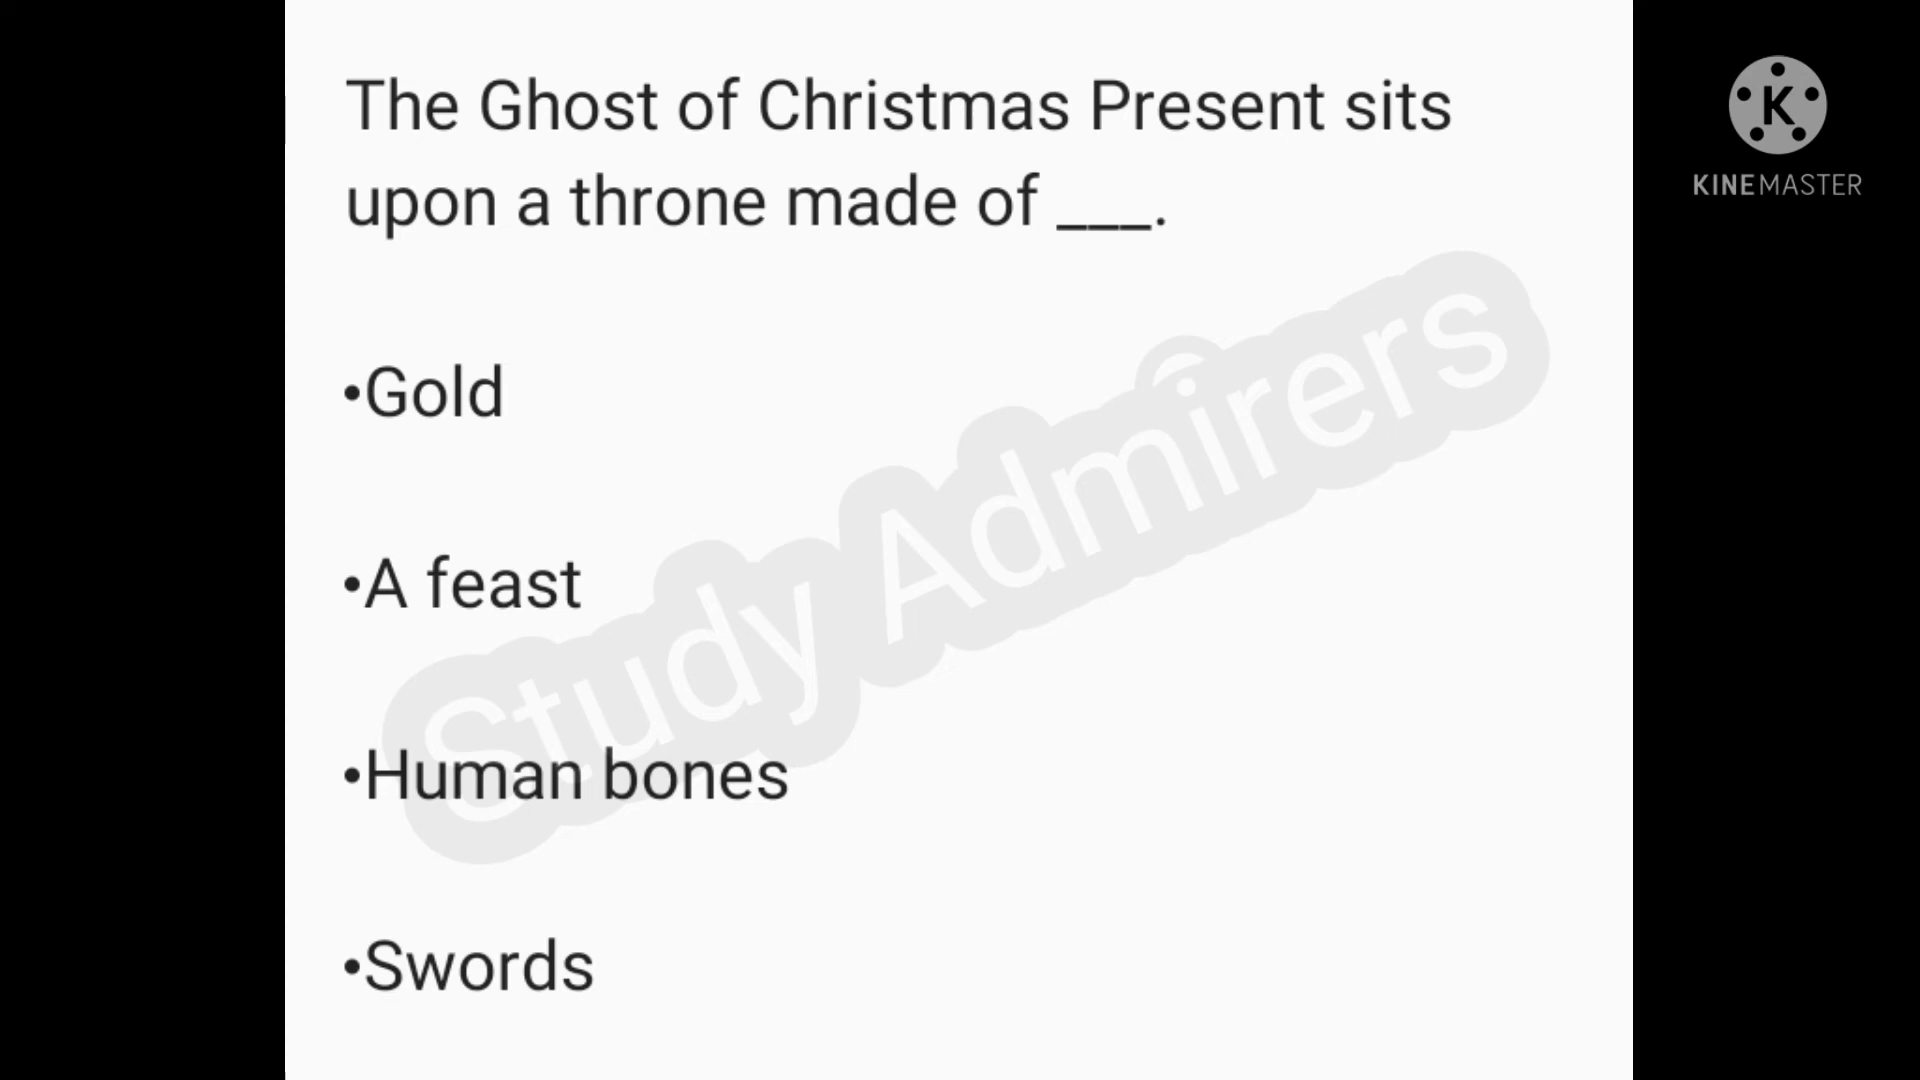 The Ghost of Christmas Present sits
upon a throne made of ___.
•Gold
•A feast
•Human bones
•Swords
Study Admirers
K
KINEMASTER